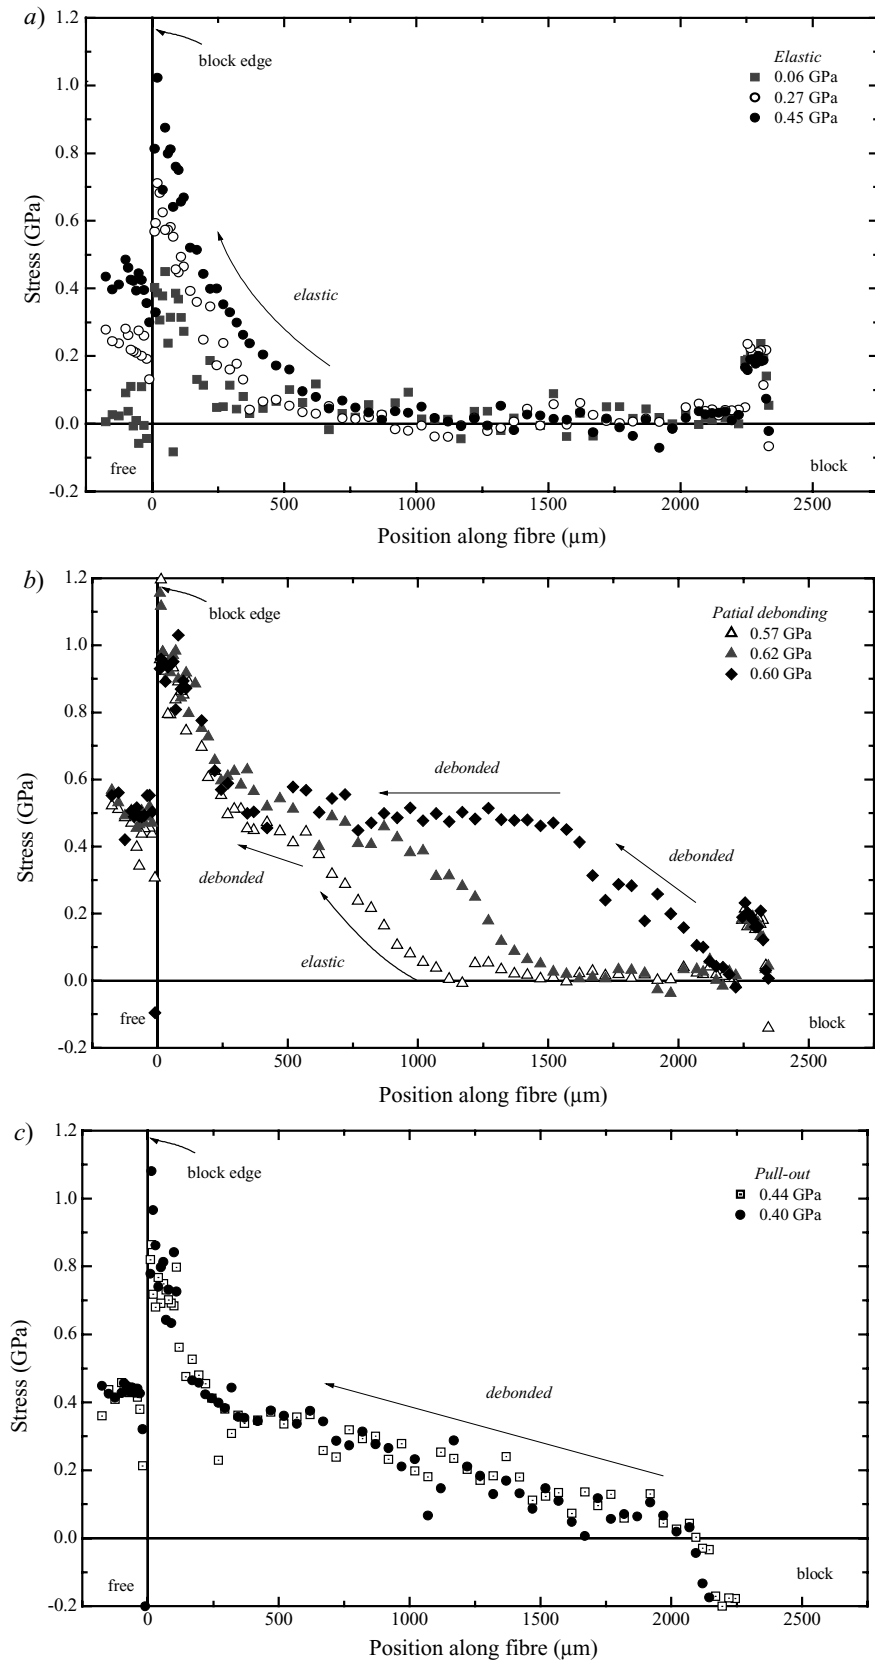 a)
1.2
1.0
0.8
0.6
0.4
0.2
0.0
-0.2
Stress (GPa)
block edge
Elastic
0.06 GPa
0.27 GPa
0.45 GPa
elastic
free
block
0
500
1000
1500
2000
2500
Position along fibre (µm)
b)
1.2
1.0
0.8
0.6
0.4
0.2
0.0
-0.2
Stress (GPa)
block edge
Patial debonding
0.57 GPa
0.62 GPa
0.60 GPa
debonded
debonded
debonded
elastic
free
block
0
500
1000
1500
2000
2500
Position along fibre (µm)
c)
1.2
1.0
0.8
0.6
0.4
0.2
0.0
-0.2
Stress (GPa)
block edge
Pull-out
0.44 GPa
0.40 GPa
debonded
free
block
0
500
1000
1500
2000
2500
Position along fibre (µm)